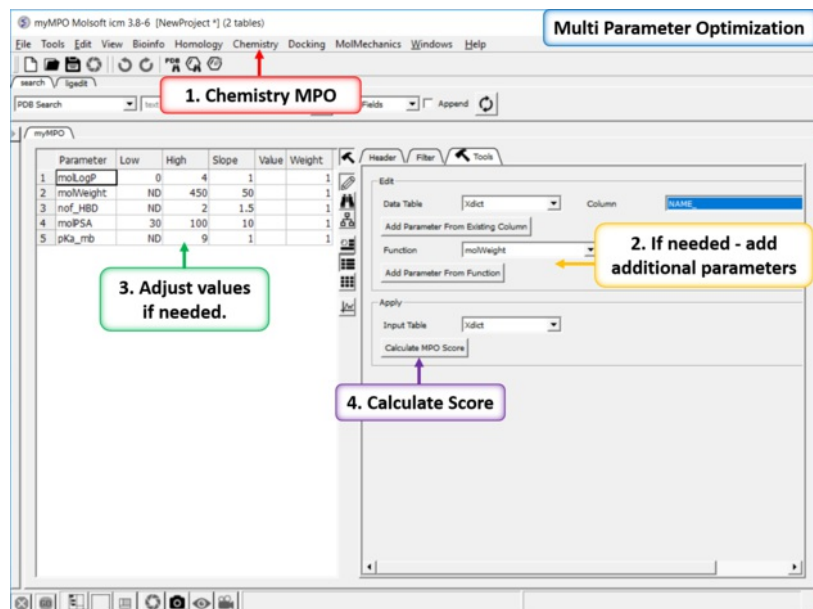 myMPO Molsoft icm 3.8-6 [NewProject *] (2 tables)
Multi Parameter Optimization
File Tools Edit View Bioinfo Homology Chemistry Docking MolMechanics Windows Help
search ligedit
1. Chemistry MPO
PDB Search Fields Append
myMPO
Parameter Low High Slope Value Weight
1 molLogP 0 4 1 1
2 molWeight ND 450 50 1
3 nof_HBD ND 2 1.5 1
4 molPSA 30 100 10 1
5 pKa_mb ND 9 1 1
Header Filter Tools
Edit
Data Table Xdict Column NAME_
Add Parameter From Existing Column
Function molWeight
Add Parameter From Function
2. If needed - add
additional parameters
3. Adjust values
if needed.
Apply
Input Table Xdict
Calculate MPO Score
4. Calculate Score